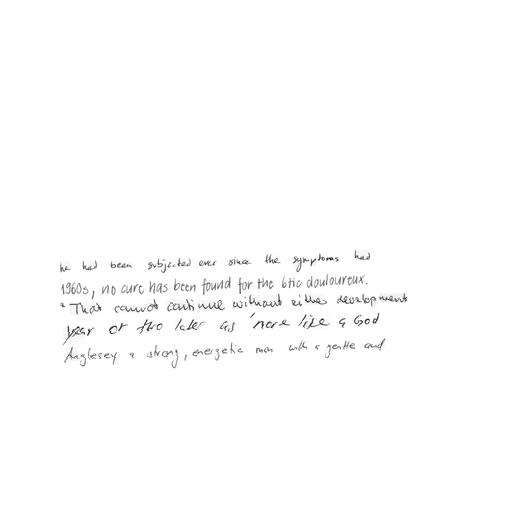 he had been subjected ever since the symptoms had
1960s, no cure has been found for the 6tic douloureux.
" That cannot continue without either development
year or two later as 'more like a God
Anglesey a strong, energetic man with a gentle and